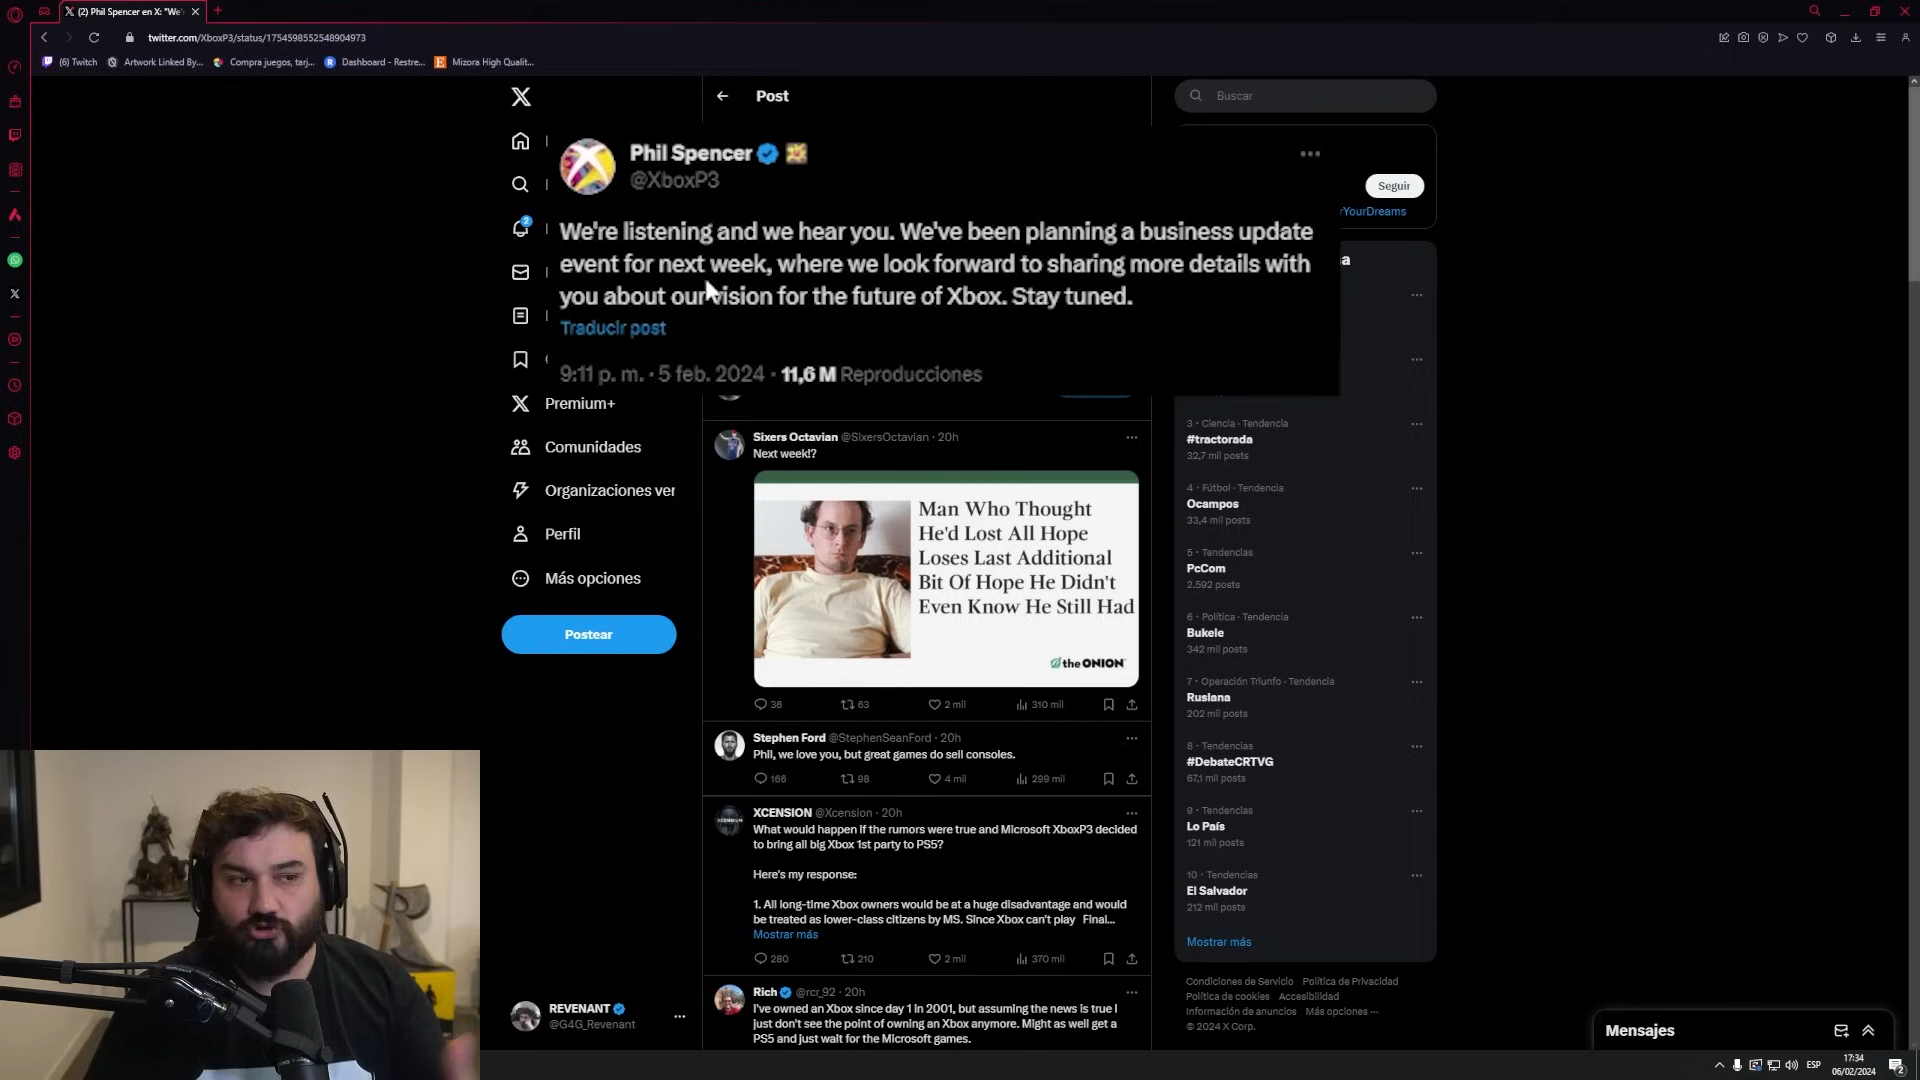 (2) Phil Spencer en X: "We'
twitter.com/XboxP3/status/1754598552548904973
(6) Twitch
Artwork Linked By...
Compra juegos, tarj...
Dashboard - Restre...
Mizora High Qualit...
Post
Buscar
Phil Spencer
@XboxP3
Seguir
rYourDreams
We're listening and we hear you. We've been planning a business update
event for next week, where we look forward to sharing more details with
you about our vision for the future of Xbox. Stay tuned.
Traducir post
9:11 p. m. · 5 feb. 2024 · 11,6 M Reproducciones
2
a
Premium+
Comunidades
Organizaciones ver
Perfil
Más opciones
Postear
Sixers Octavian @SixersOctavian · 20h
Next week!?
Man Who Thought
He'd Lost All Hope
Loses Last Additional
Bit Of Hope He Didn't
Even Know He Still Had
the ONION
36
63
2 mil
310 mil
Stephen Ford @StephenSeanFord · 20h
Phil, we love you, but great games do sell consoles.
166
98
4 mil
299 mil
XCENSION @Xcension · 20h
What would happen if the rumors were true and Microsoft XboxP3 decided
to bring all big Xbox 1st party to PS5?
Here's my response:
1. All long-time Xbox owners would be at a huge disadvantage and would
be treated as lower-class citizens by MS. Since Xbox can't play Final...
Mostrar más
280
210
2 mil
370 mil
Rich @rcr_92 · 20h
I've owned an Xbox since day 1 in 2001, but assuming the news is true I
just don't see the point of owning an Xbox anymore. Might as well get a
PS5 and just wait for the Microsoft games.
3 · Ciencia · Tendencia
#tractorada
32,7 mil posts
4 · Fútbol · Tendencia
Ocampos
33,4 mil posts
5 · Tendencias
PcCom
2.592 posts
6 · Política · Tendencia
Bukele
342 mil posts
7 · Operación Triunfo · Tendencia
Ruslana
202 mil posts
8 · Tendencias
#DebateCRTVG
67,1 mil posts
9 · Tendencias
Lo País
121 mil posts
10 · Tendencias
El Salvador
212 mil posts
Mostrar más
Condiciones de Servicio Política de Privacidad
Política de cookies Accesibilidad
Información de anuncios Más opciones ···
© 2024 X Corp.
REVENANT
@G4G_Revenant
Mensajes
ESP
17:34
06/02/2024
2